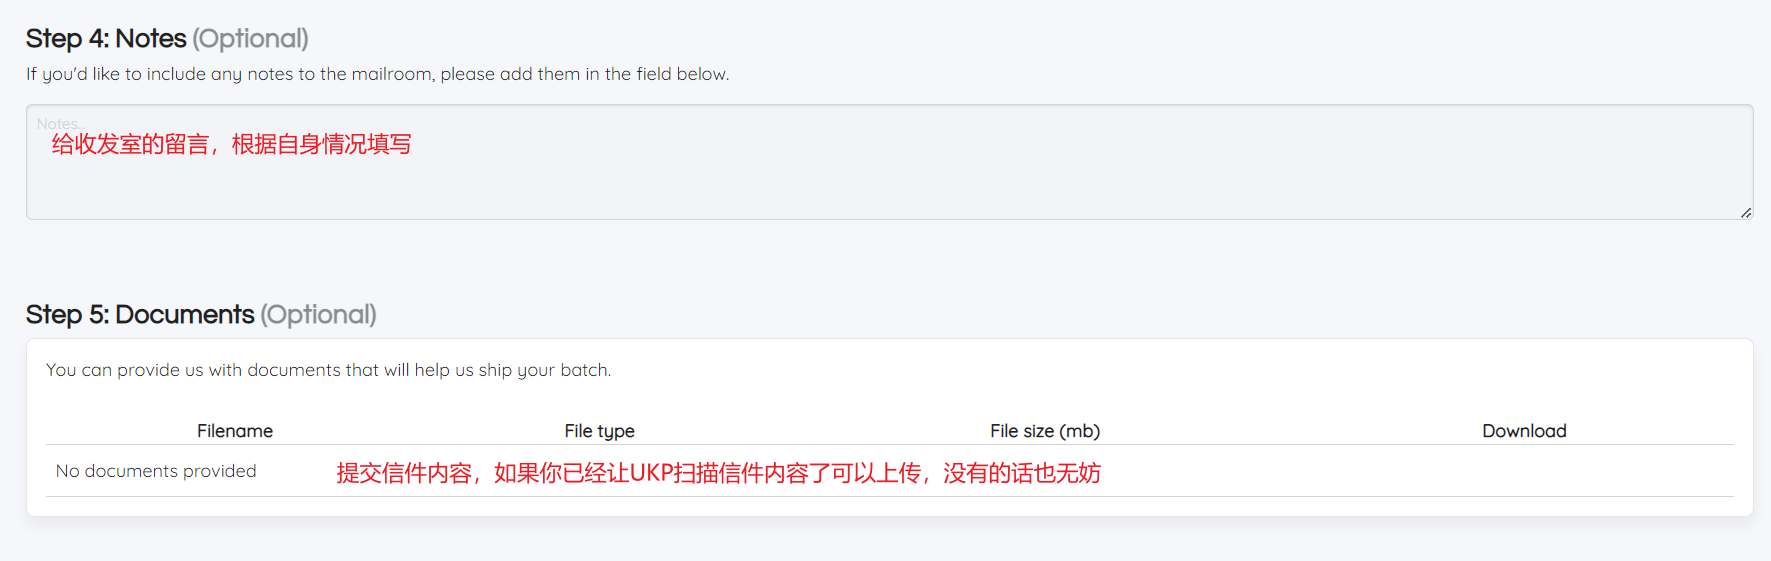 Step 4: Notes (Optional)
If you'd like to include any notes to the mailroom, please add them in the field below.
Notes...
给收发室的留言，根据自身情况填写
Step 5: Documents (Optional)
You can provide us with documents that will help us ship your batch.
Filename File type File size (mb) Download
No documents provided 提交信件内容，如果你已经让UKP扫描信件内容了可以上传，没有的话也无妨